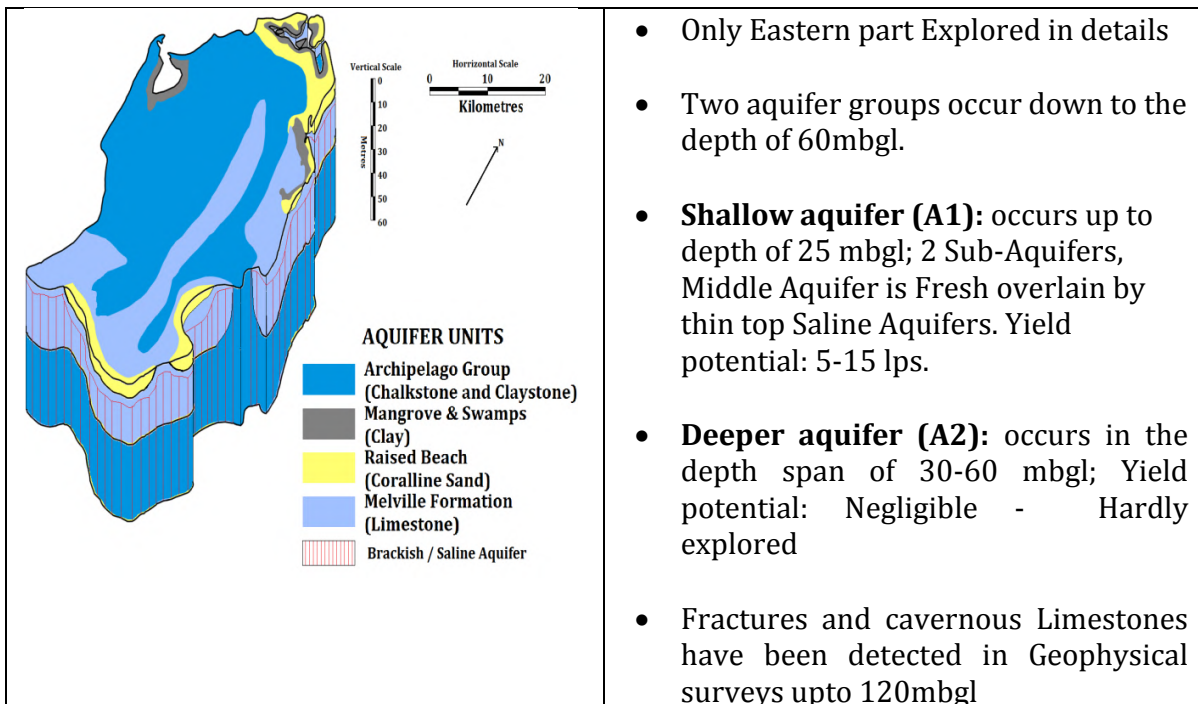 Vertical Scale
0
10
20
30
40
50
60
Metres
Horrizontal Scale
0 10 20
Kilometres
N
AQUIFER UNITS
Archipelago Group
(Chalkstone and Claystone)
Mangrove & Swamps
(Clay)
Raised Beach
(Coralline Sand)
Melville Formation
(Limestone)
Brackish / Saline Aquifer
• Only Eastern part Explored in details
• Two aquifer groups occur down to the
depth of 60mbgl.
• Shallow aquifer (A1): occurs up to
depth of 25 mbgl; 2 Sub-Aquifers,
Middle Aquifer is Fresh overlain by
thin top Saline Aquifers. Yield
potential: 5-15 lps.
• Deeper aquifer (A2): occurs in the
depth span of 30-60 mbgl; Yield
potential: Negligible - Hardly
explored
• Fractures and cavernous Limestones
have been detected in Geophysical
surveys upto 120mbgl